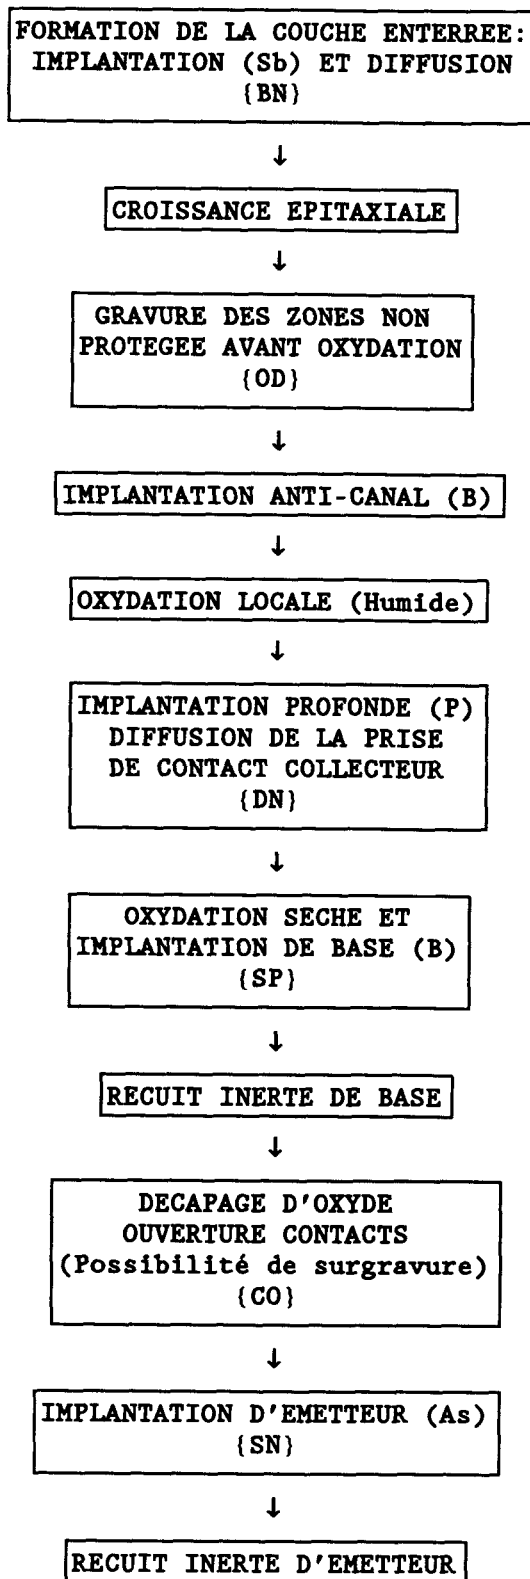 FORMATION DE LA COUCHE ENTERREE:
IMPLANTATION (Sb) ET DIFFUSION
{BN}
↓
CROISSANCE EPITAXIALE
↓
GRAVURE DES ZONES NON
PROTEGEE AVANT OXYDATION
{OD}
↓
IMPLANTATION ANTI-CANAL (B)
↓
OXYDATION LOCALE (Humide)
↓
IMPLANTATION PROFONDE (P)
DIFFUSION DE LA PRISE
DE CONTACT COLLECTEUR
{DN}
↓
OXYDATION SECHE ET
IMPLANTATION DE BASE (B)
{SP}
↓
RECUIT INERTE DE BASE
↓
DECAPAGE D'OXYDE
OUVERTURE CONTACTS
(Possibilité de surgravure)
{CO}
↓
IMPLANTATION D'EMETTEUR (As)
{SN}
↓
RECUIT INERTE D'EMETTEUR